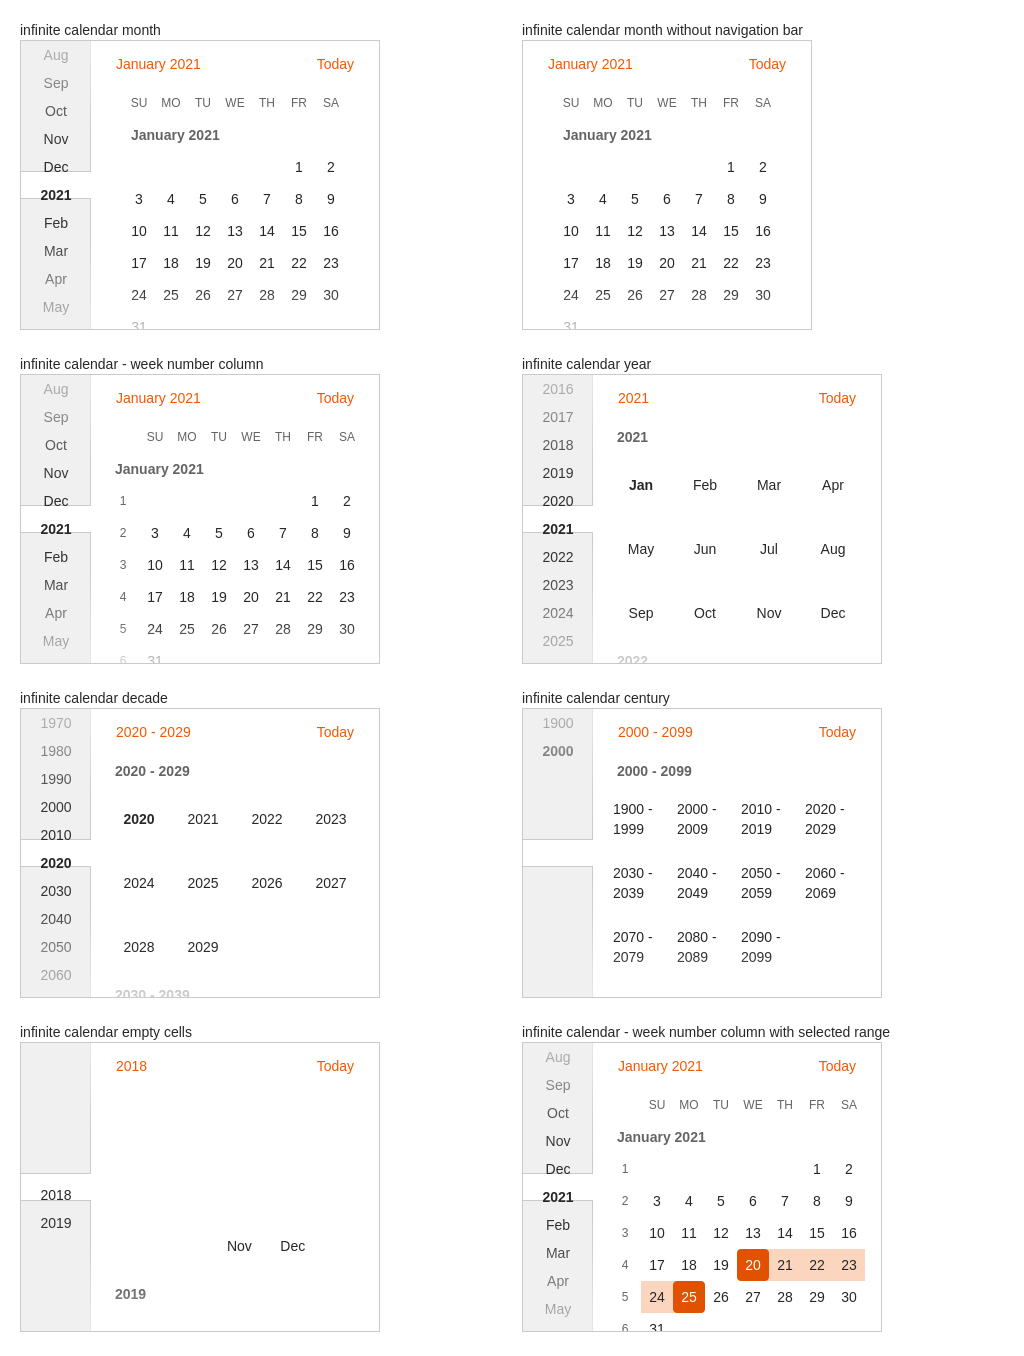 infinite calendar month
Aug
Sep
Oct
Nov
Dec
2021
Feb
Mar
Apr
May
January 2021 Today
SU MO TU WE TH FR SA
January 2021
1 2
3 4 5 6 7 8 9
10 11 12 13 14 15 16
17 18 19 20 21 22 23
24 25 26 27 28 29 30
31
infinite calendar month without navigation bar
January 2021 Today
SU MO TU WE TH FR SA
January 2021
1 2
3 4 5 6 7 8 9
10 11 12 13 14 15 16
17 18 19 20 21 22 23
24 25 26 27 28 29 30
31
infinite calendar - week number column
Aug
Sep
Oct
Nov
Dec
2021
Feb
Mar
Apr
May
January 2021 Today
SU MO TU WE TH FR SA
January 2021
1 1 2
2 3 4 5 6 7 8 9
3 10 11 12 13 14 15 16
4 17 18 19 20 21 22 23
5 24 25 26 27 28 29 30
6 31
infinite calendar year
2016
2017
2018
2019
2020
2021
2022
2023
2024
2025
2021 Today
2021
Jan Feb Mar Apr
May Jun Jul Aug
Sep Oct Nov Dec
2022
infinite calendar decade
1970
1980
1990
2000
2010
2020
2030
2040
2050
2060
2020 - 2029 Today
2020 - 2029
2020 2021 2022 2023
2024 2025 2026 2027
2028 2029
2030 - 2039
infinite calendar century
1900
2000
2000 - 2099 Today
2000 - 2099
1900 - 2000 - 2010 - 2020 -
1999 2009 2019 2029
2030 - 2040 - 2050 - 2060 -
2039 2049 2059 2069
2070 - 2080 - 2090 -
2079 2089 2099
infinite calendar empty cells
2018
2019
2018 Today
Nov Dec
2019
infinite calendar - week number column with selected range
Aug
Sep
Oct
Nov
Dec
2021
Feb
Mar
Apr
May
January 2021 Today
SU MO TU WE TH FR SA
January 2021
1 1 2
2 3 4 5 6 7 8 9
3 10 11 12 13 14 15 16
4 17 18 19 20 21 22 23
5 24 25 26 27 28 29 30
6 31